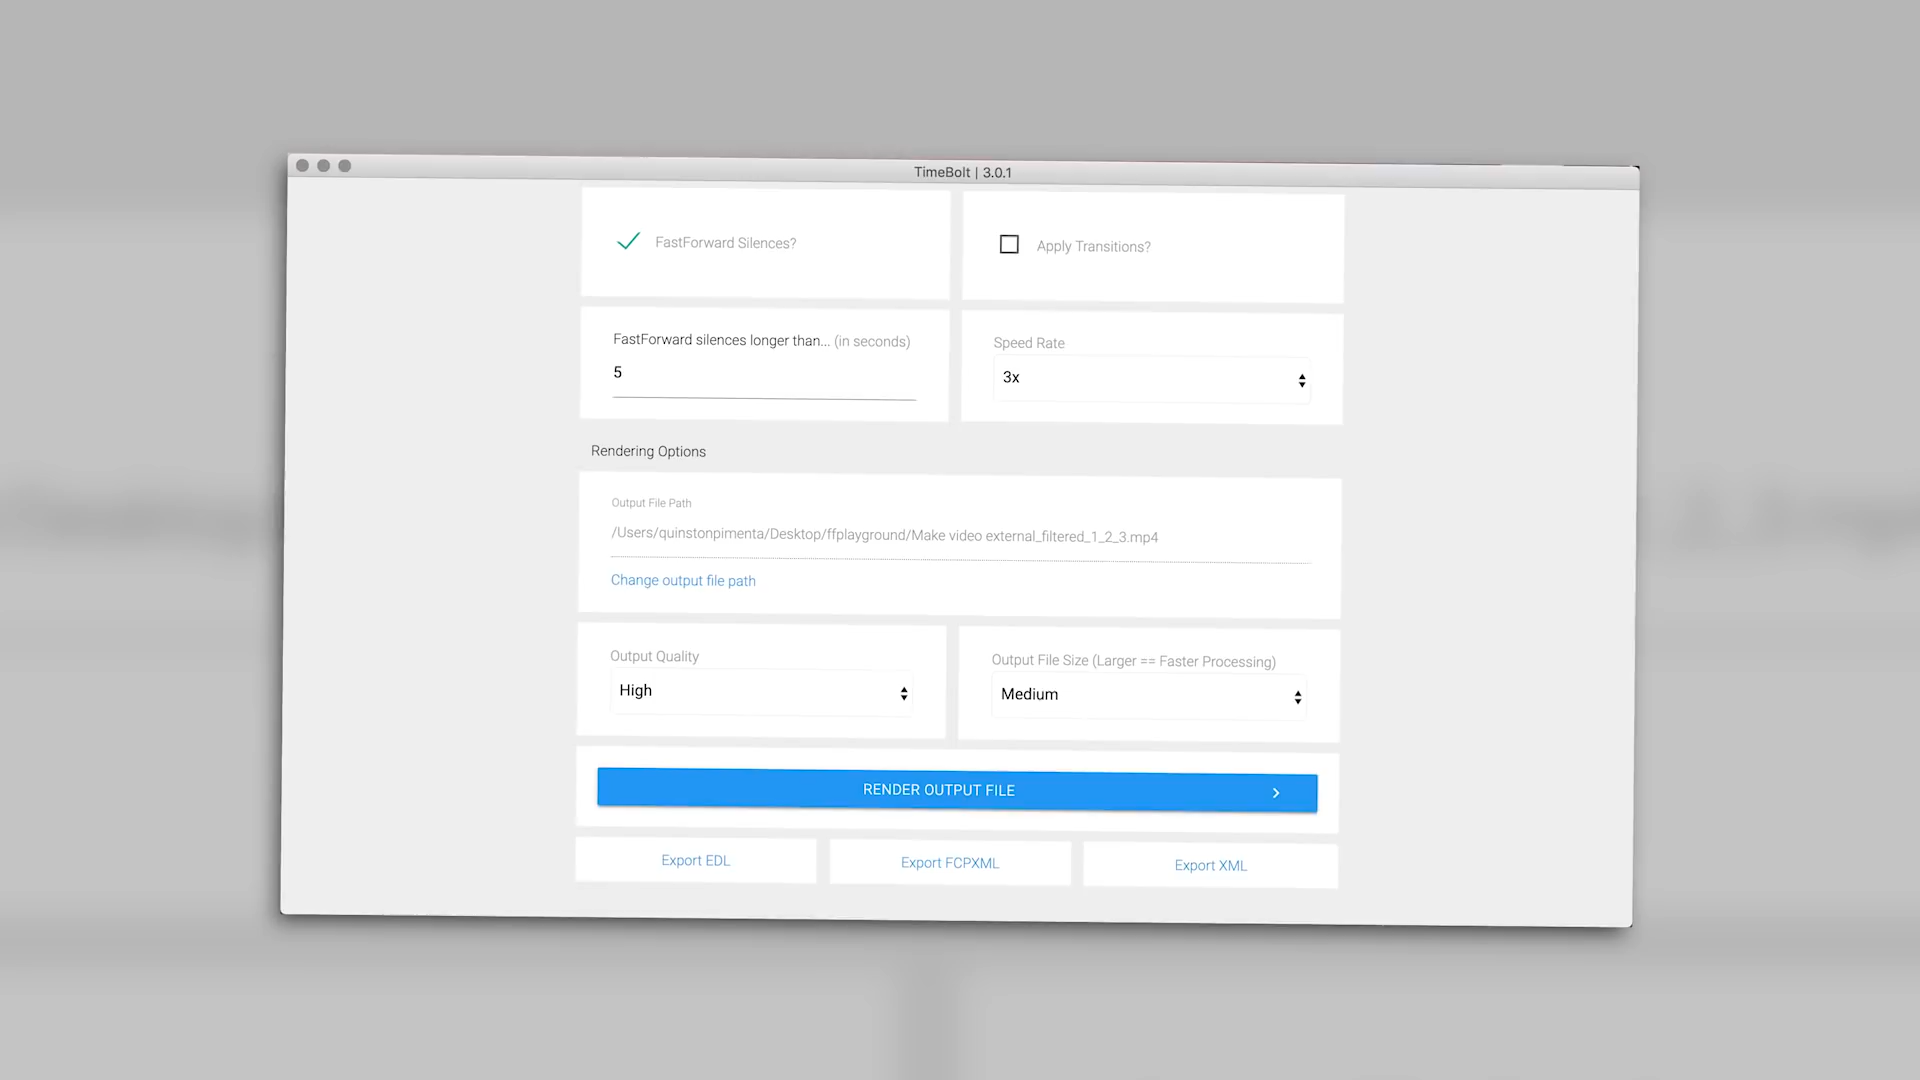 TimeBolt | 3.0.1
FastForward Silences?
Apply Transitions?
FastForward silences longer than... (in seconds)
5
Speed Rate
3x
Rendering Options
Output File Path
/Users/quinstonpimenta/Desktop/ffplayground/Make video external_filtered_1_2_3.mp4
Change output file path
Output Quality
High
Output File Size (Larger == Faster Processing)
Medium
RENDER OUTPUT FILE
Export EDL
Export FCPXML
Export XML